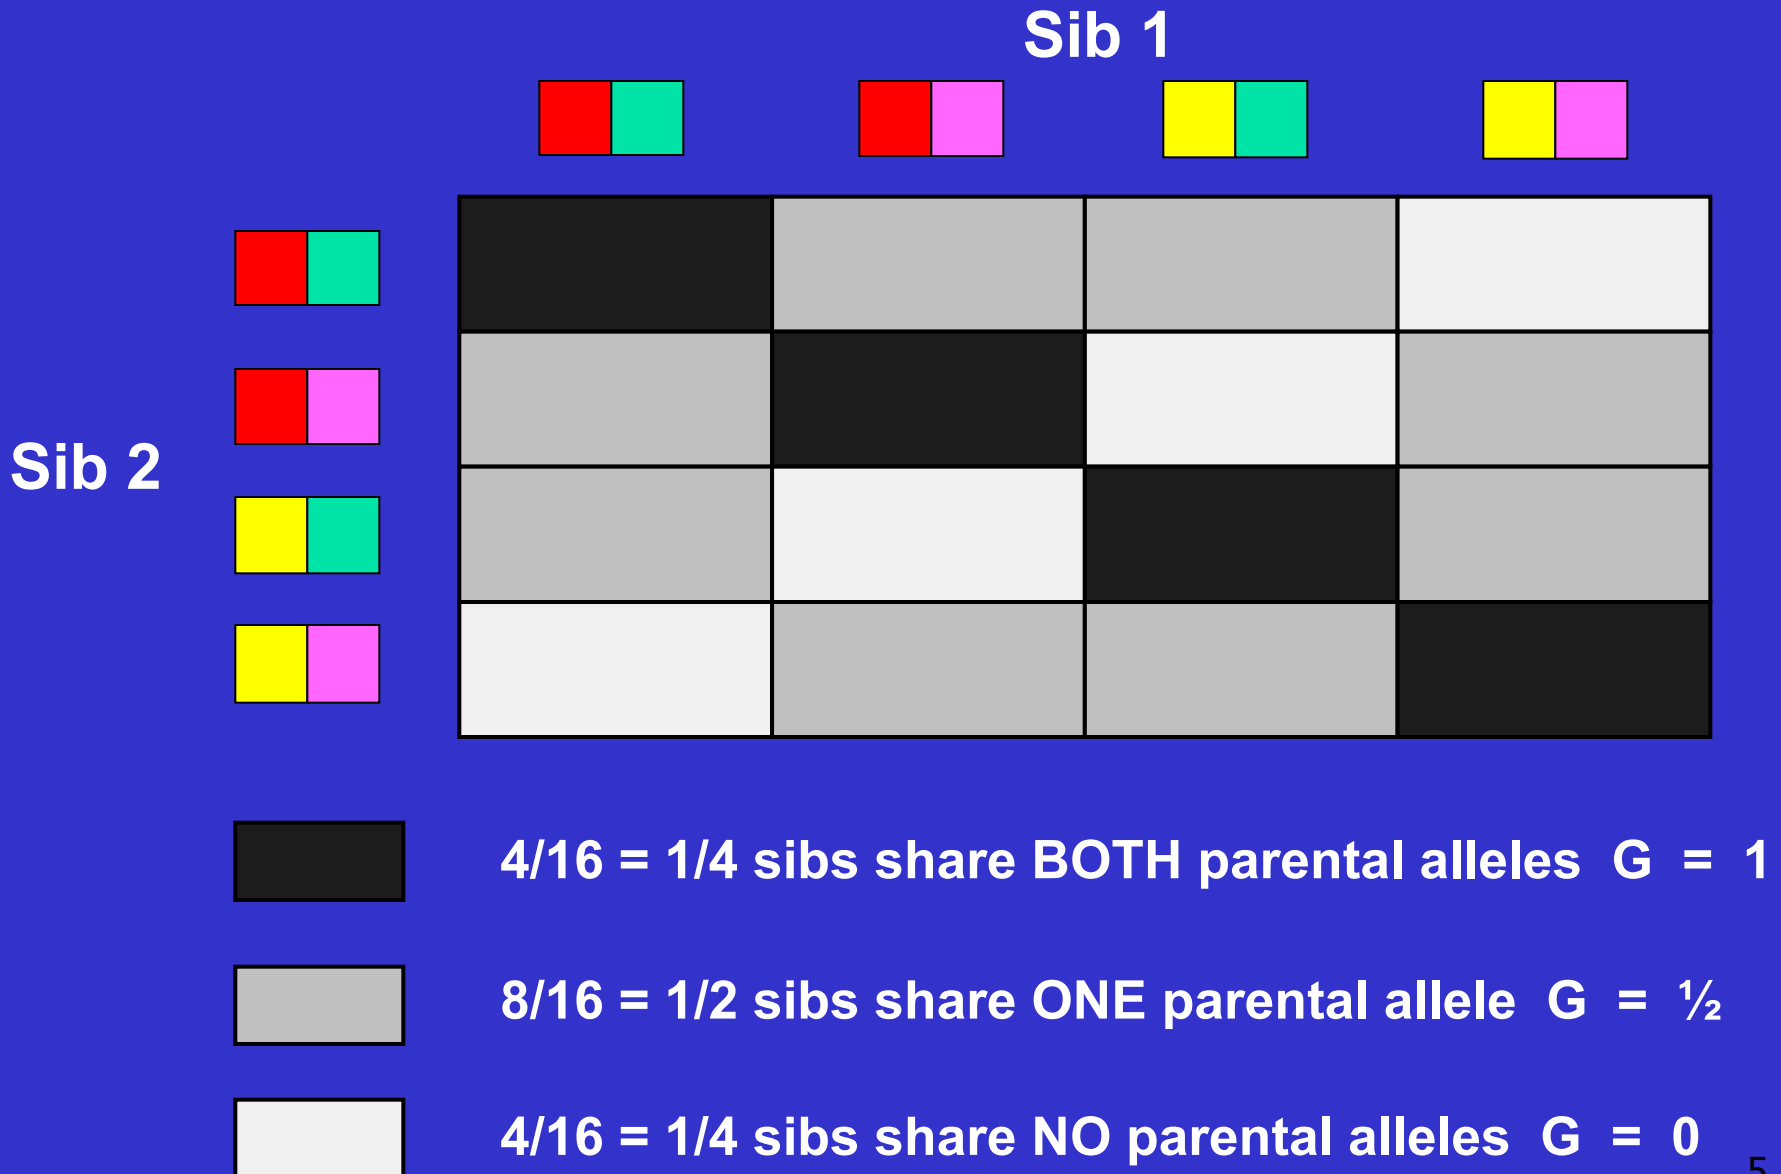 Sib 1
Sib 2
4/16 = 1/4 sibs share BOTH parental alleles G = 1
8/16 = 1/2 sibs share ONE parental allele G = ½
4/16 = 1/4 sibs share NO parental alleles G = 0
5